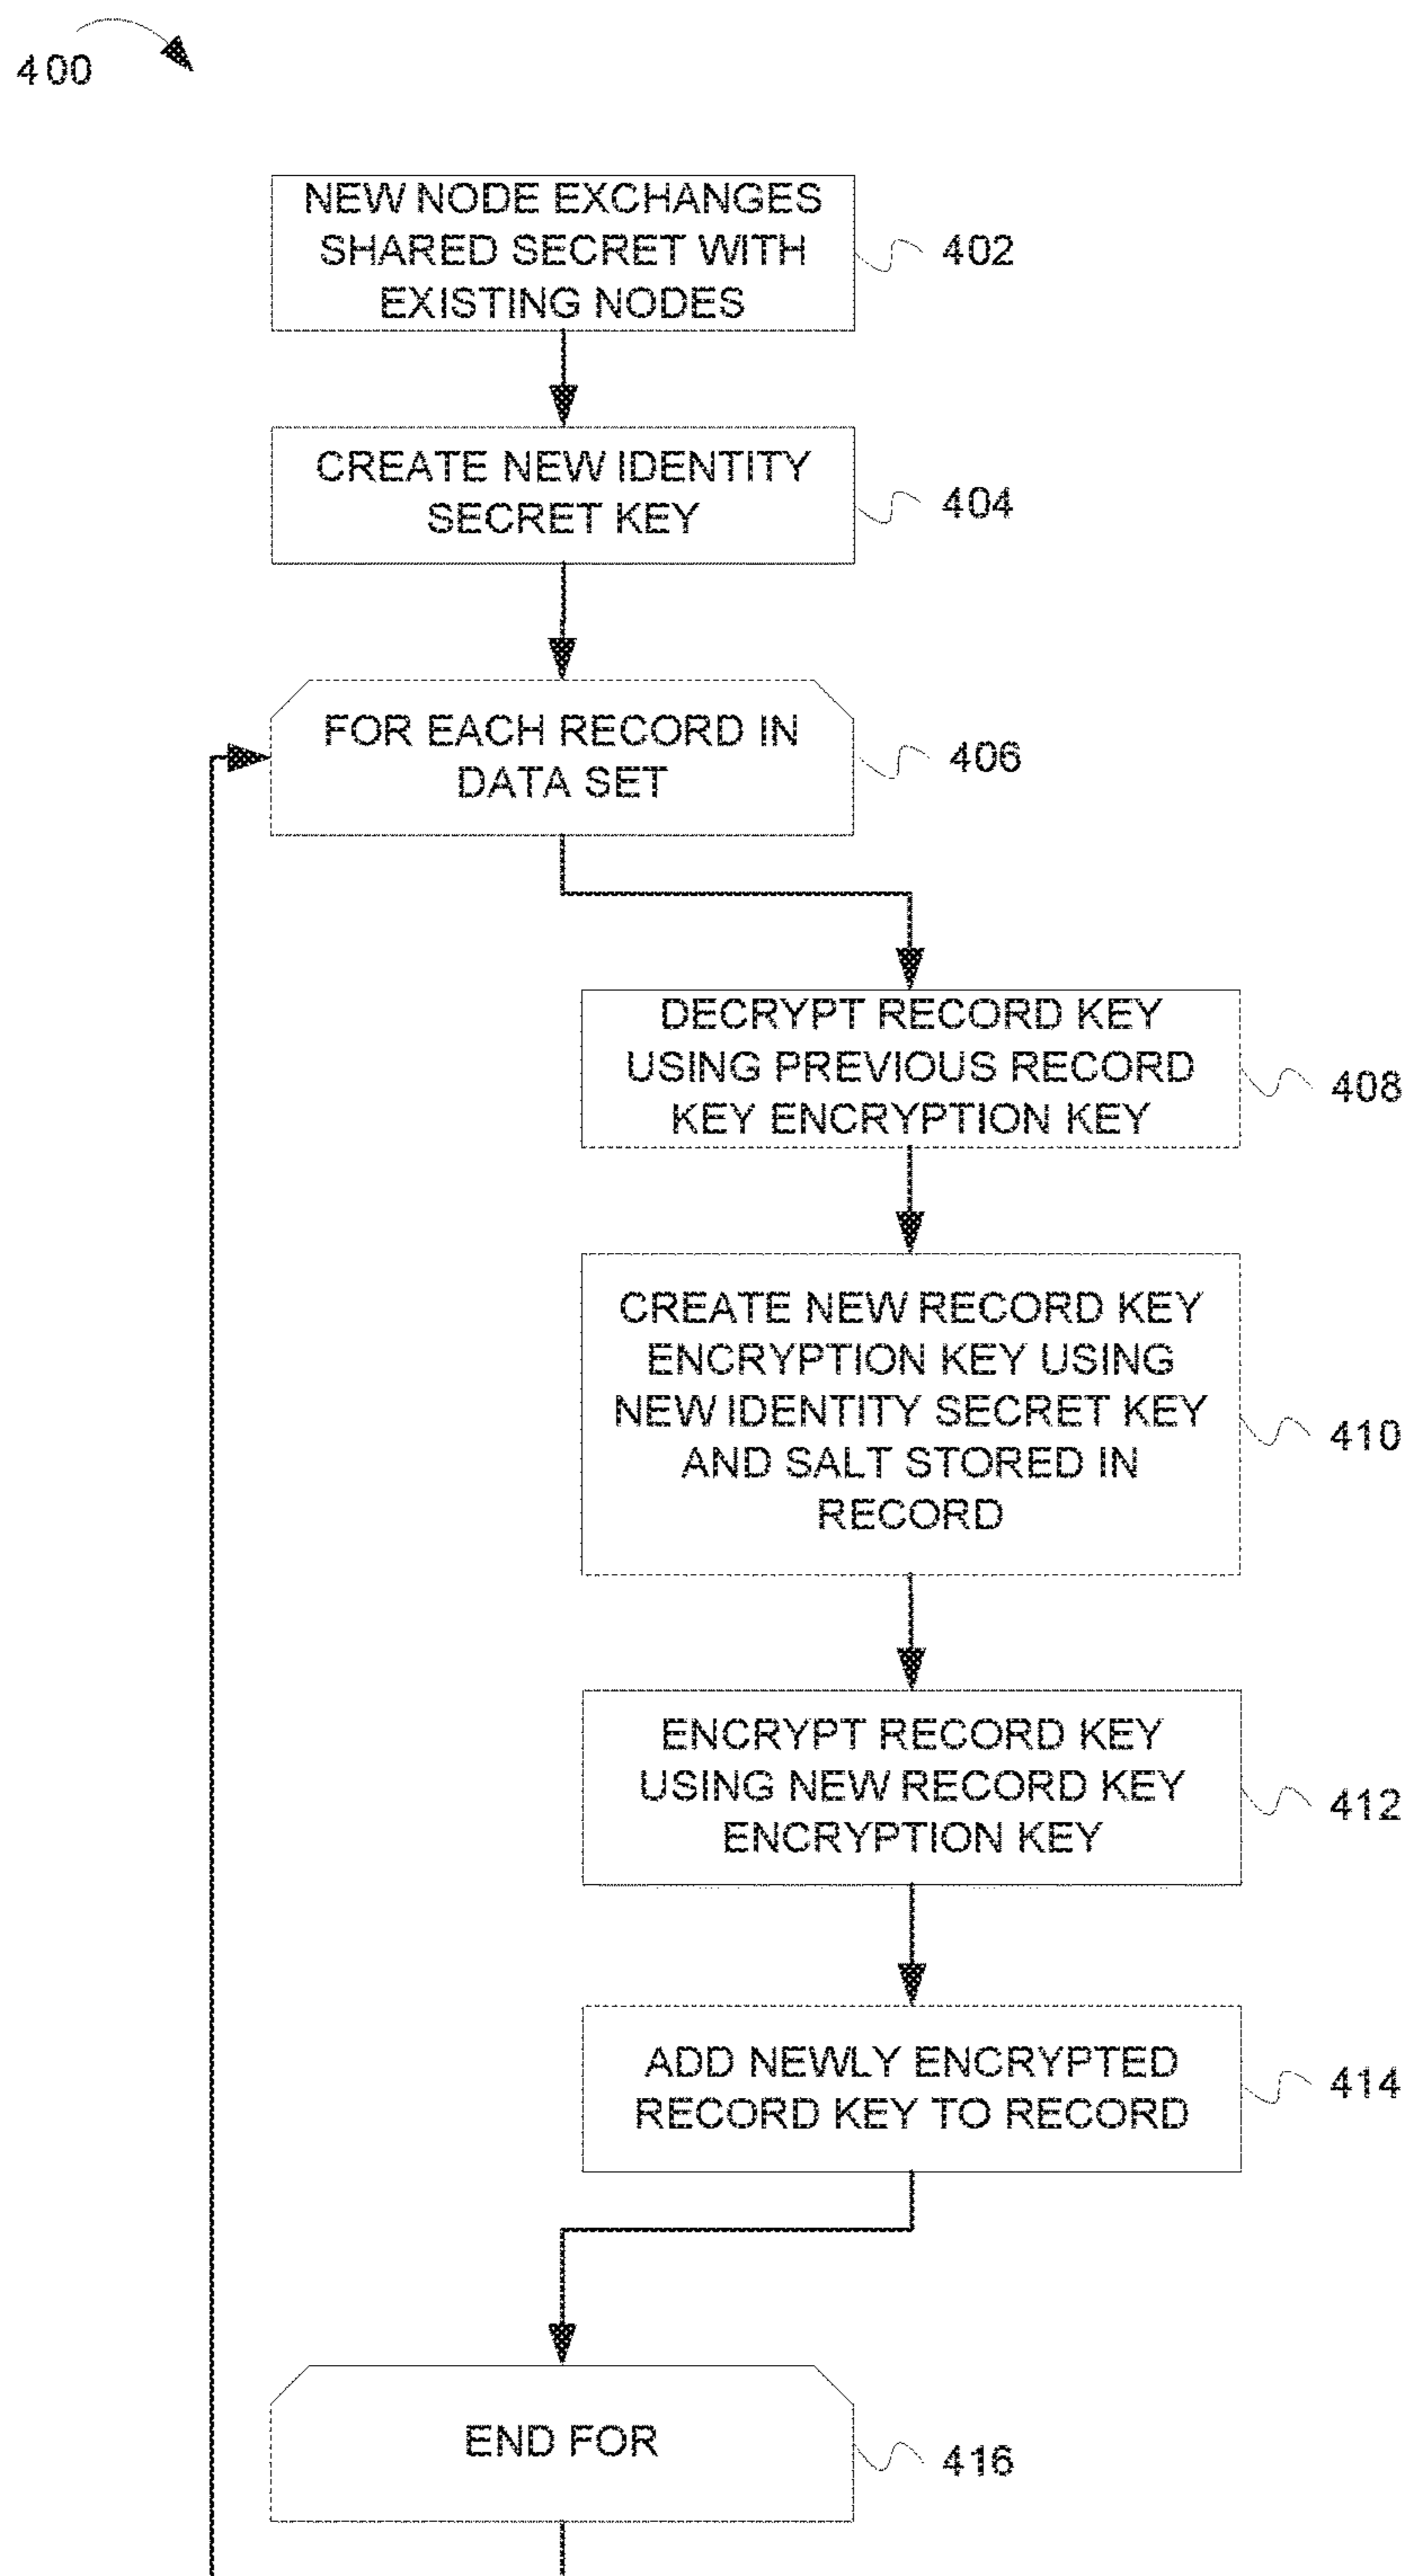 400
NEW NODE EXCHANGES
SHARED SECRET WITH
EXISTING NODES
402
CREATE NEW IDENTITY
SECRET KEY
404
FOR EACH RECORD IN
DATA SET
406
DECRYPT RECORD KEY
USING PREVIOUS RECORD
KEY ENCRYPTION KEY
408
CREATE NEW RECORD KEY
ENCRYPTION KEY USING
NEW IDENTITY SECRET KEY
AND SALT STORED IN
RECORD
410
ENCRYPT RECORD KEY
USING NEW RECORD KEY
ENCRYPTION KEY
412
ADD NEWLY ENCRYPTED
RECORD KEY TO RECORD
414
END FOR
416